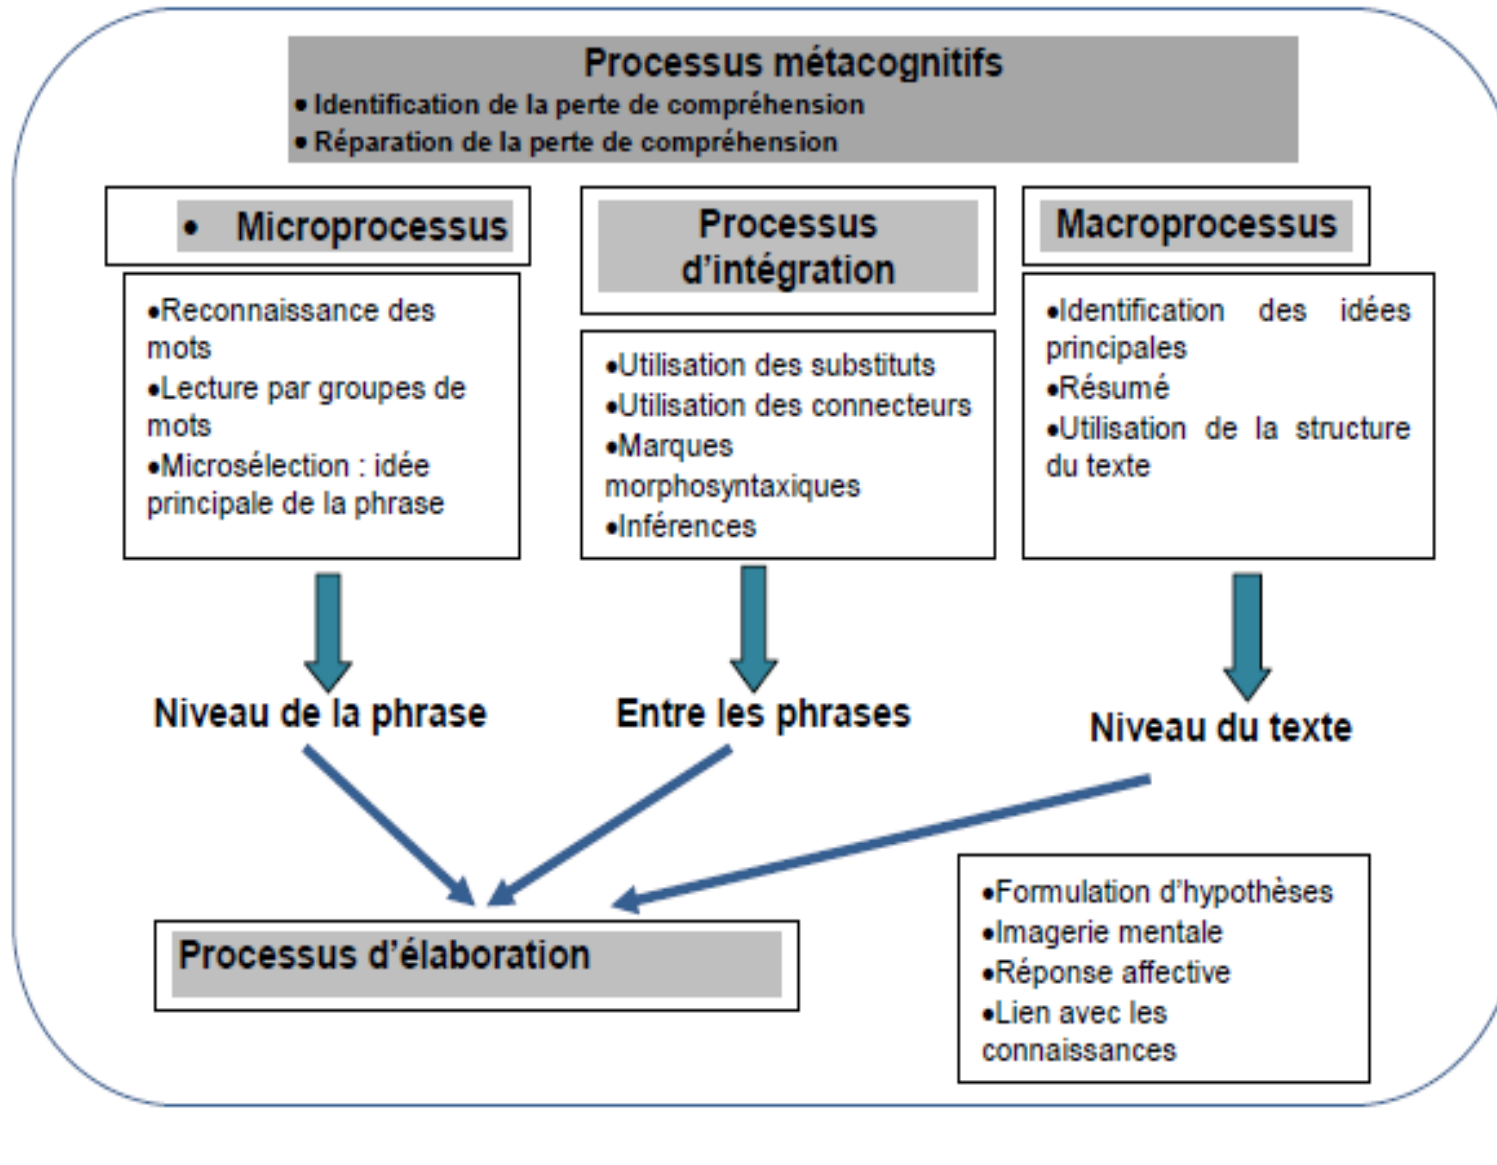 Processus métacognitifs
• Identification de la perte de compréhension
• Réparation de la perte de compréhension
• Microprocessus
•Reconnaissance des
mots
•Lecture par groupes de
mots
•Microsélection : idée
principale de la phrase
Niveau de la phrase
Processus
d’intégration
•Utilisation des substituts
•Utilisation des connecteurs
•Marques
morphosyntaxiques
•Inférences
Entre les phrases
Macroprocessus
•Identification des idées
principales
•Résumé
•Utilisation de la structure
du texte
Niveau du texte
Processus d’élaboration
•Formulation d’hypothèses
•Imagerie mentale
•Réponse affective
•Lien avec les
connaissances